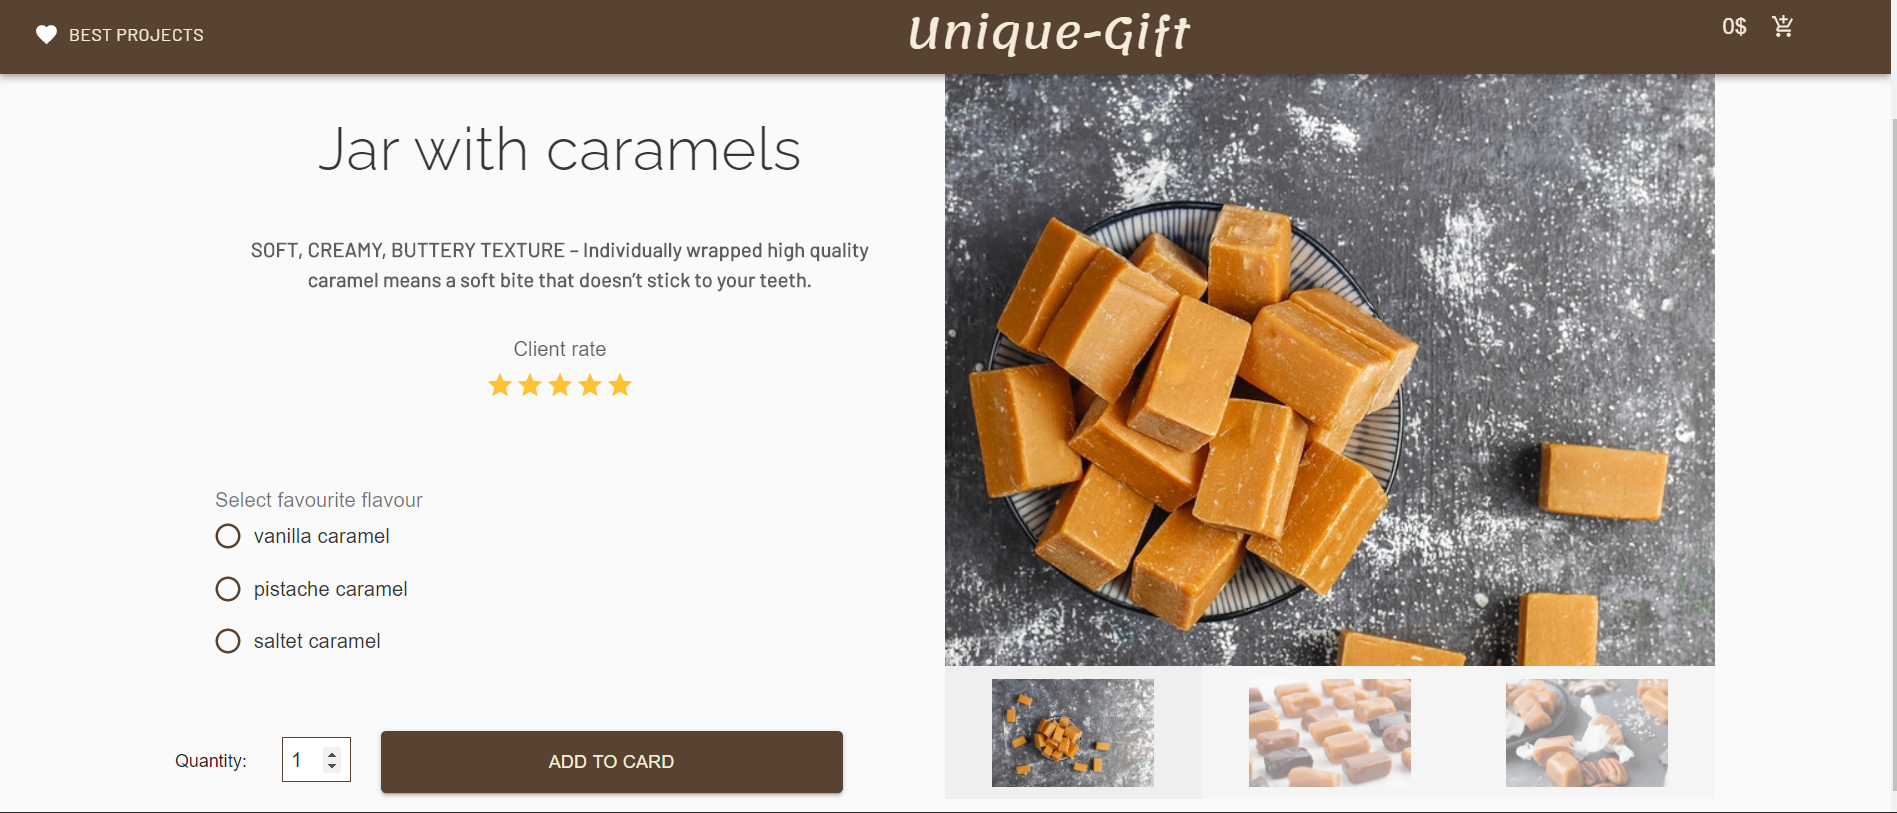 BEST PROJECTS
Unique-Gift
0$
Jar with caramels
SOFT, CREAMY, BUTTERY TEXTURE – Individually wrapped high quality
caramel means a soft bite that doesn’t stick to your teeth.
Client rate
Select favourite flavour
vanilla caramel
pistache caramel
saltet caramel
Quantity:
1
ADD TO CARD